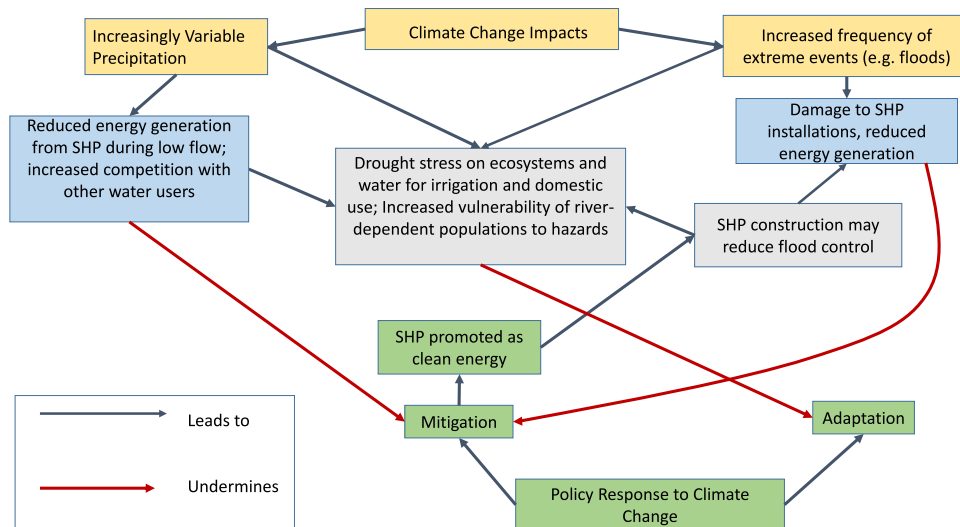 Climate Change Impacts
Increasingly Variable
Precipitation
Increased frequency of
extreme events (e.g. floods)
Reduced energy generation
from SHP during low flow;
increased competition with
other water users
Damage to SHP
installations, reduced
energy generation
Drought stress on ecosystems and
water for irrigation and domestic
use; Increased vulnerability of river-
dependent populations to hazards
SHP construction may
reduce flood control
SHP promoted as
clean energy
Mitigation
Adaptation
Policy Response to Climate
Change
Leads to
Undermines